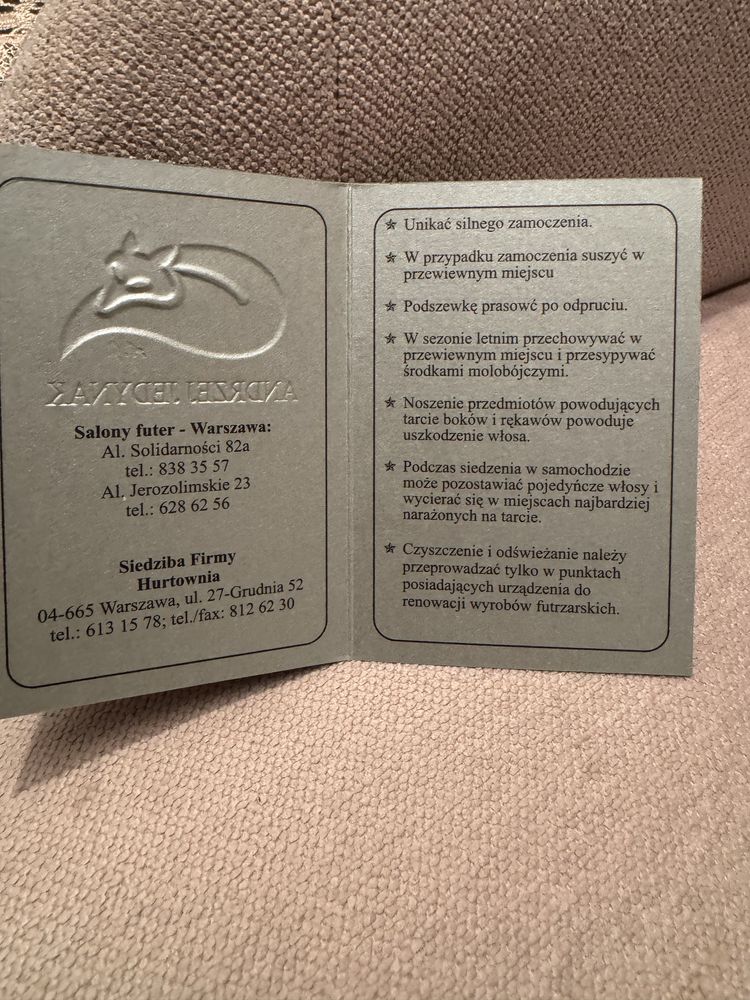 ANDRZEJ JEDYNAK
Salony futer - Warszawa:
Al. Solidarności 82a
tel.: 838 35 57
Al. Jerozolimskie 23
tel.: 628 62 56
Siedziba Firmy
Hurtownia
04-665 Warszawa, ul. 27-Grudnia 52
tel.: 613 15 78; tel./fax: 812 62 30
Unikać silnego zamoczenia.
W przypadku zamoczenia suszyć w
przewiewnym miejscu
Podszewkę prasowć po odpruciu.
W sezonie letnim przechowywać w
przewiewnym miejscu i przesypywać
środkami molobójczymi.
Noszenie przedmiotów powodujących
tarcie boków i rękawów powoduje
uszkodzenie włosa.
Podczas siedzenia w samochodzie
może pozostawiać pojedyńcze włosy i
wycierać się w miejscach najbardziej
narażonych na tarcie.
Czyszczenie i odświeżanie należy
przeprowadzać tylko w punktach
posiadających urządzenia do
renowacji wyrobów futrzarskich.